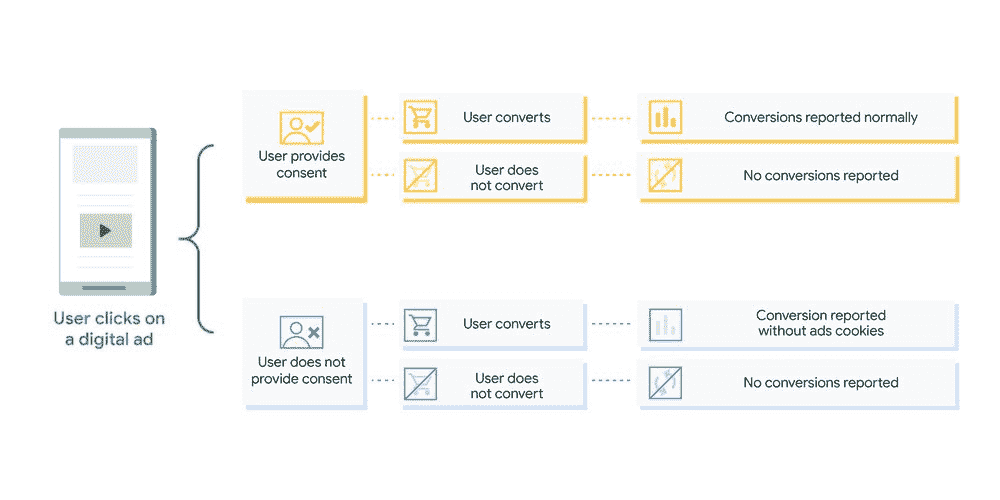 User clicks on
a digital ad
User provides
consent
User converts
Conversions reported normally
User does
not convert
No conversions reported
User does not
provide consent
User converts
Conversion reported
without ads cookies
User does
not convert
No conversions reported